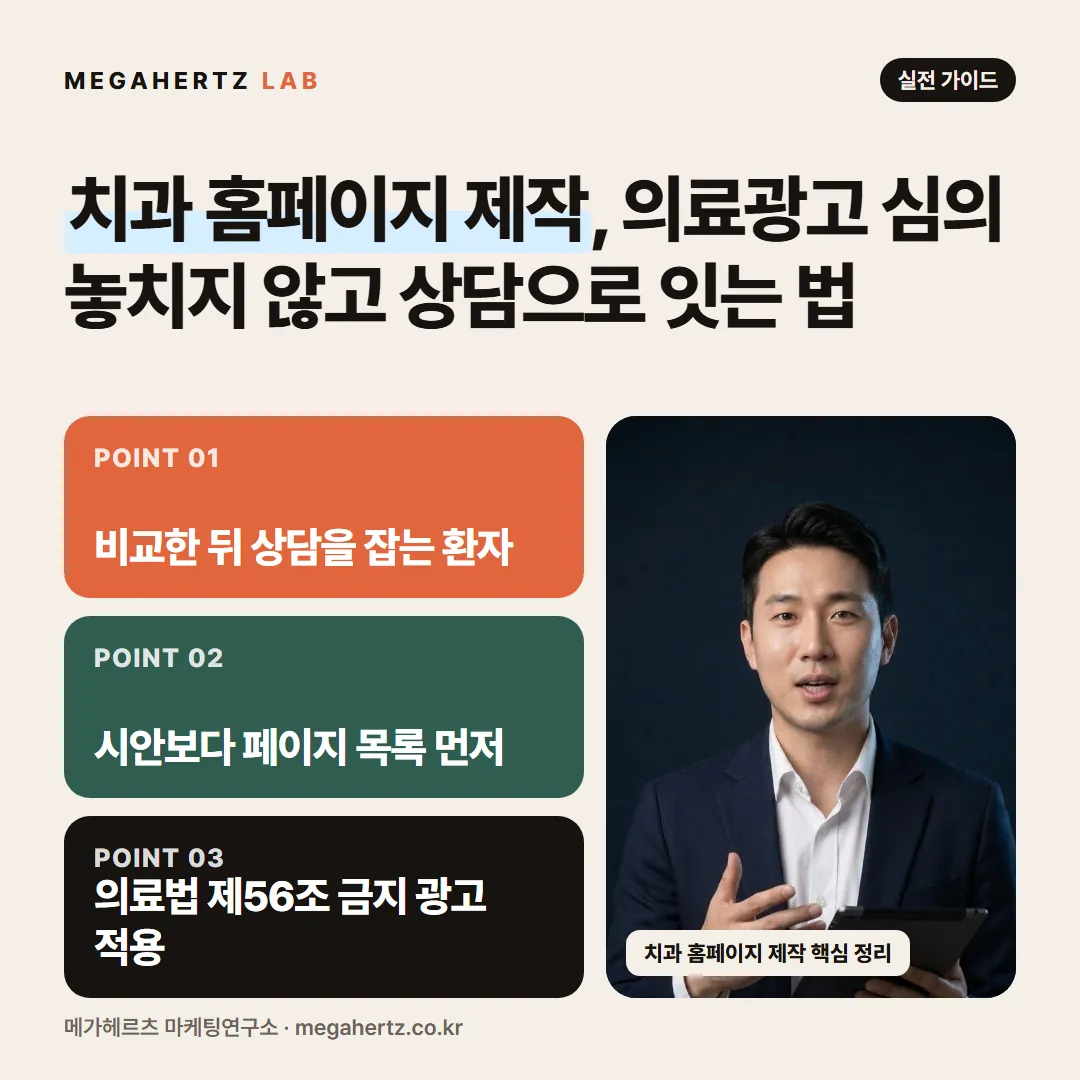 MEGAHERTZ LAB
실전 가이드
치과 홈페이지 제작, 의료광고 심의
놓치지 않고 상담으로 잇는 법
POINT 01
비교한 뒤 상담을 잡는 환자
POINT 02
시안보다 페이지 목록 먼저
POINT 03
의료법 제56조 금지 광고
적용
치과 홈페이지 제작 핵심 정리
메가헤르츠 마케팅연구소 · megahertz.co.kr